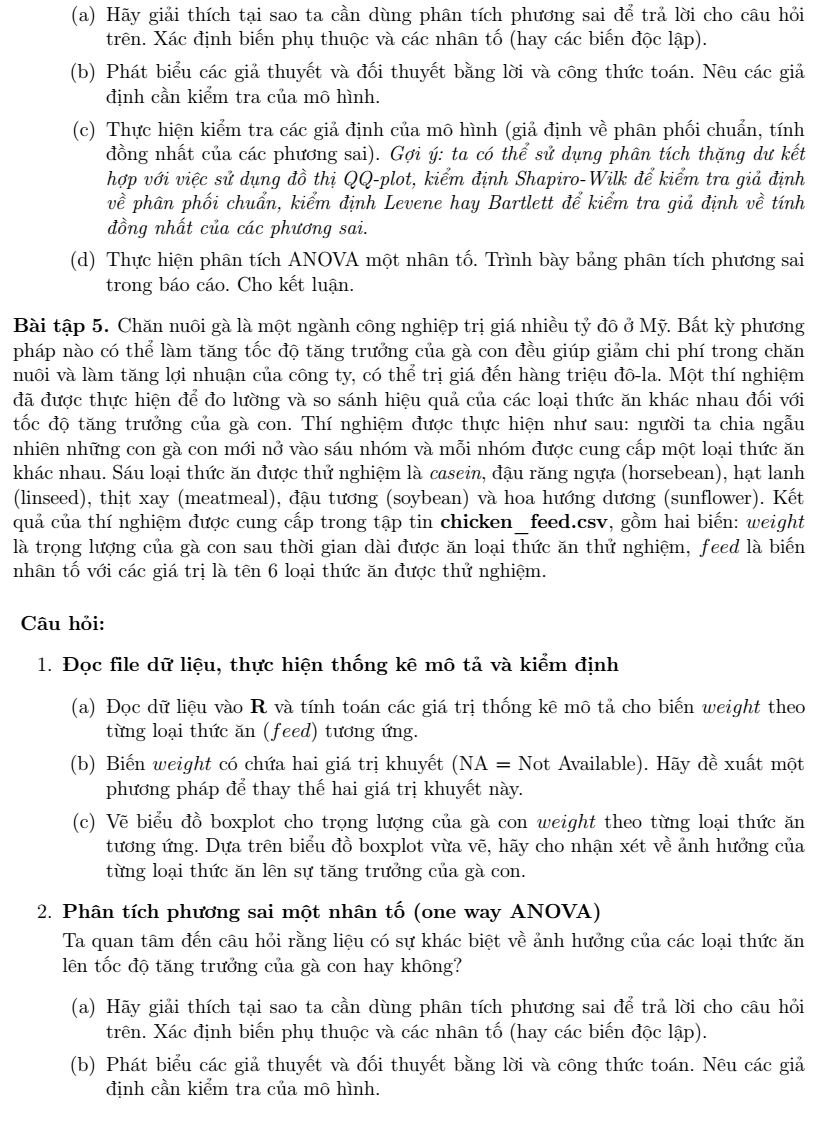 (a) Hãy giải thích tại sao ta cần dùng phân tích phương sai để trả lời cho câu hỏi
trên. Xác định biến phụ thuộc và các nhân tố (hay các biến độc lập).
(b) Phát biểu các giả thuyết và đối thuyết bằng lời và công thức toán. Nêu các giả
định cần kiểm tra của mô hình.
(c) Thực hiện kiểm tra các giả định của mô hình (giả định về phân phối chuẩn, tính
đồng nhất của các phương sai). Gợi ý: ta có thể sử dụng phân tích thặng dư kết
hợp với việc sử dụng đồ thị QQ-plot, kiểm định Shapiro-Wilk để kiểm tra giả định
về phân phối chuẩn, kiểm định Levene hay Bartlett để kiểm tra giả định về tính
đồng nhất của các phương sai.
(d) Thực hiện phân tích ANOVA một nhân tố. Trình bày bảng phân tích phương sai
trong báo cáo. Cho kết luận.
Bài tập 5. Chăn nuôi gà là một ngành công nghiệp trị giá nhiều tỷ đô ở Mỹ. Bất kỳ phương
pháp nào có thể làm tăng tốc độ tăng trưởng của gà con đều giúp giảm chi phí trong chăn
nuôi và làm tăng lợi nhuận của công ty, có thể trị giá đến hàng triệu đô-la. Một thí nghiệm
đã được thực hiện để đo lường và so sánh hiệu quả của các loại thức ăn khác nhau đối với
tốc độ tăng trưởng của gà con. Thí nghiệm được thực hiện như sau: người ta chia ngẫu
nhiên những con gà con mới nở vào sáu nhóm và mỗi nhóm được cung cấp một loại thức ăn
khác nhau. Sáu loại thức ăn được thử nghiệm là casein, đậu răng ngựa (horsebean), hạt lanh
(linseed), thịt xay (meatmeal), đậu tương (soybean) và hoa hướng dương (sunflower). Kết
quả của thí nghiệm được cung cấp trong tập tin chicken_feed.csv, gồm hai biến: weight
là trọng lượng của gà con sau thời gian dài được ăn loại thức ăn thử nghiệm, feed là biến
nhân tố với các giá trị là tên 6 loại thức ăn được thử nghiệm.
Câu hỏi:
1. Đọc file dữ liệu, thực hiện thống kê mô tả và kiểm định
(a) Đọc dữ liệu vào R và tính toán các giá trị thống kê mô tả cho biến weight theo
từng loại thức ăn (feed) tương ứng.
(b) Biến weight có chứa hai giá trị khuyết (NA = Not Available). Hãy đề xuất một
phương pháp để thay thế hai giá trị khuyết này.
(c) Vẽ biểu đồ boxplot cho trọng lượng của gà con weight theo từng loại thức ăn
tương ứng. Dựa trên biểu đồ boxplot vừa vẽ, hãy cho nhận xét về ảnh hưởng của
từng loại thức ăn lên sự tăng trưởng của gà con.
2. Phân tích phương sai một nhân tố (one way ANOVA)
Ta quan tâm đến câu hỏi rằng liệu có sự khác biệt về ảnh hưởng của các loại thức ăn
lên tốc độ tăng trưởng của gà con hay không?
(a) Hãy giải thích tại sao ta cần dùng phân tích phương sai để trả lời cho câu hỏi
trên. Xác định biến phụ thuộc và các nhân tố (hay các biến độc lập).
(b) Phát biểu các giả thuyết và đối thuyết bằng lời và công thức toán. Nêu các giả
định cần kiểm tra của mô hình.